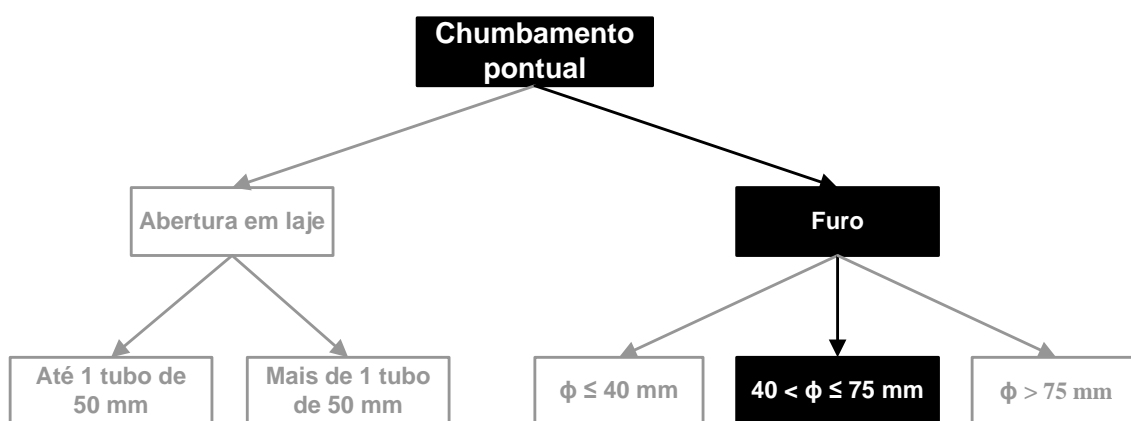 Chumbamento
pontual
Abertura em laje
Furo
Até 1 tubo de
50 mm
Mais de 1 tubo
de 50 mm
ϕ ≤ 40 mm
40 < ϕ ≤ 75 mm
ϕ > 75 mm